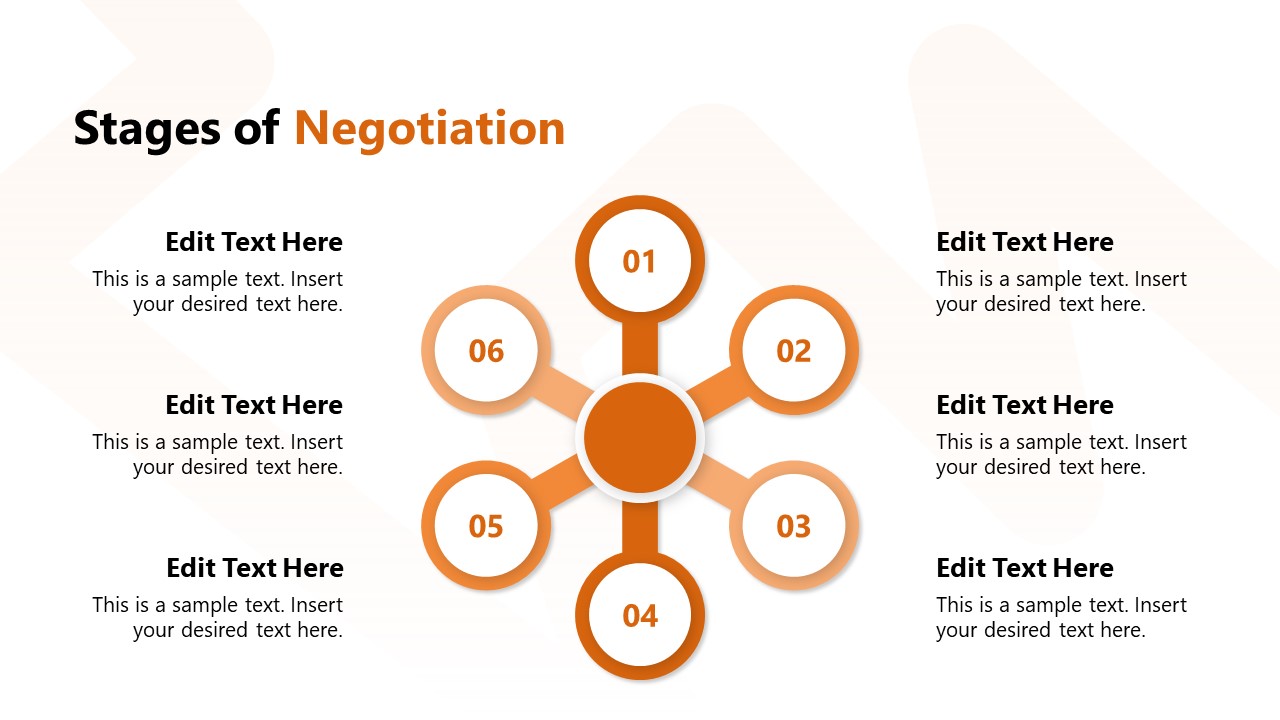 Stages of Negotiation
Edit Text Here
This is a sample text. Insert
your desired text here.
Edit Text Here
This is a sample text. Insert
your desired text here.
Edit Text Here
This is a sample text. Insert
your desired text here.
01
02
03
04
05
06
Edit Text Here
This is a sample text. Insert
your desired text here.
Edit Text Here
This is a sample text. Insert
your desired text here.
Edit Text Here
This is a sample text. Insert
your desired text here.